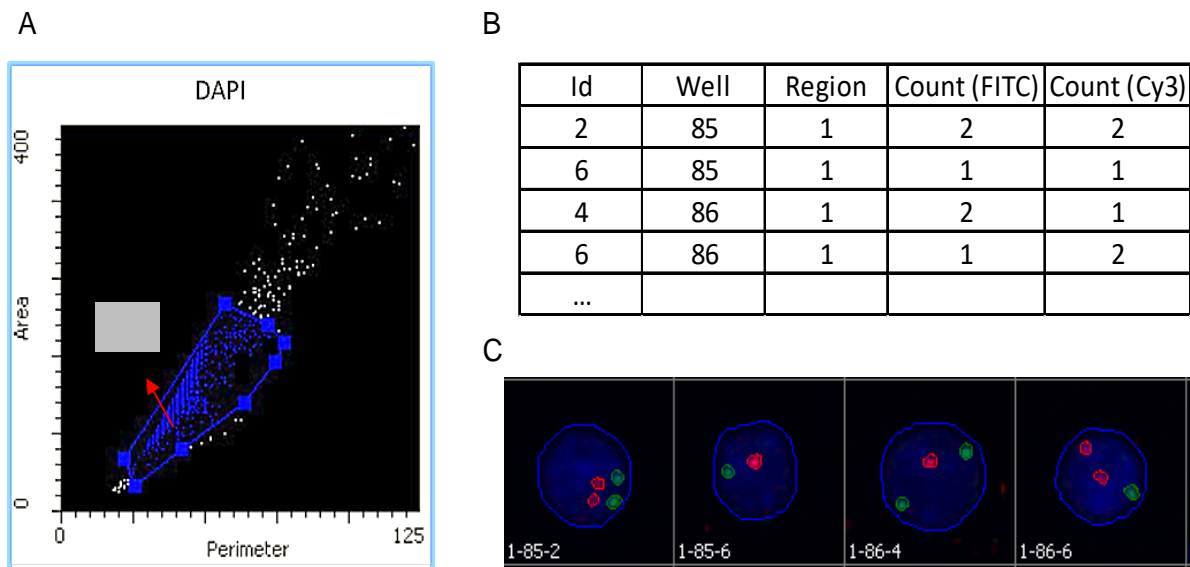 A
DAPI
400
Area
0
0
Perimeter
125
B
Id Well Region Count (FITC) Count (Cy3)
2 85 1 2 2
6 85 1 1 1
4 86 1 2 1
6 86 1 1 2
...
C
1-85-2 1-85-6 1-86-4 1-86-6